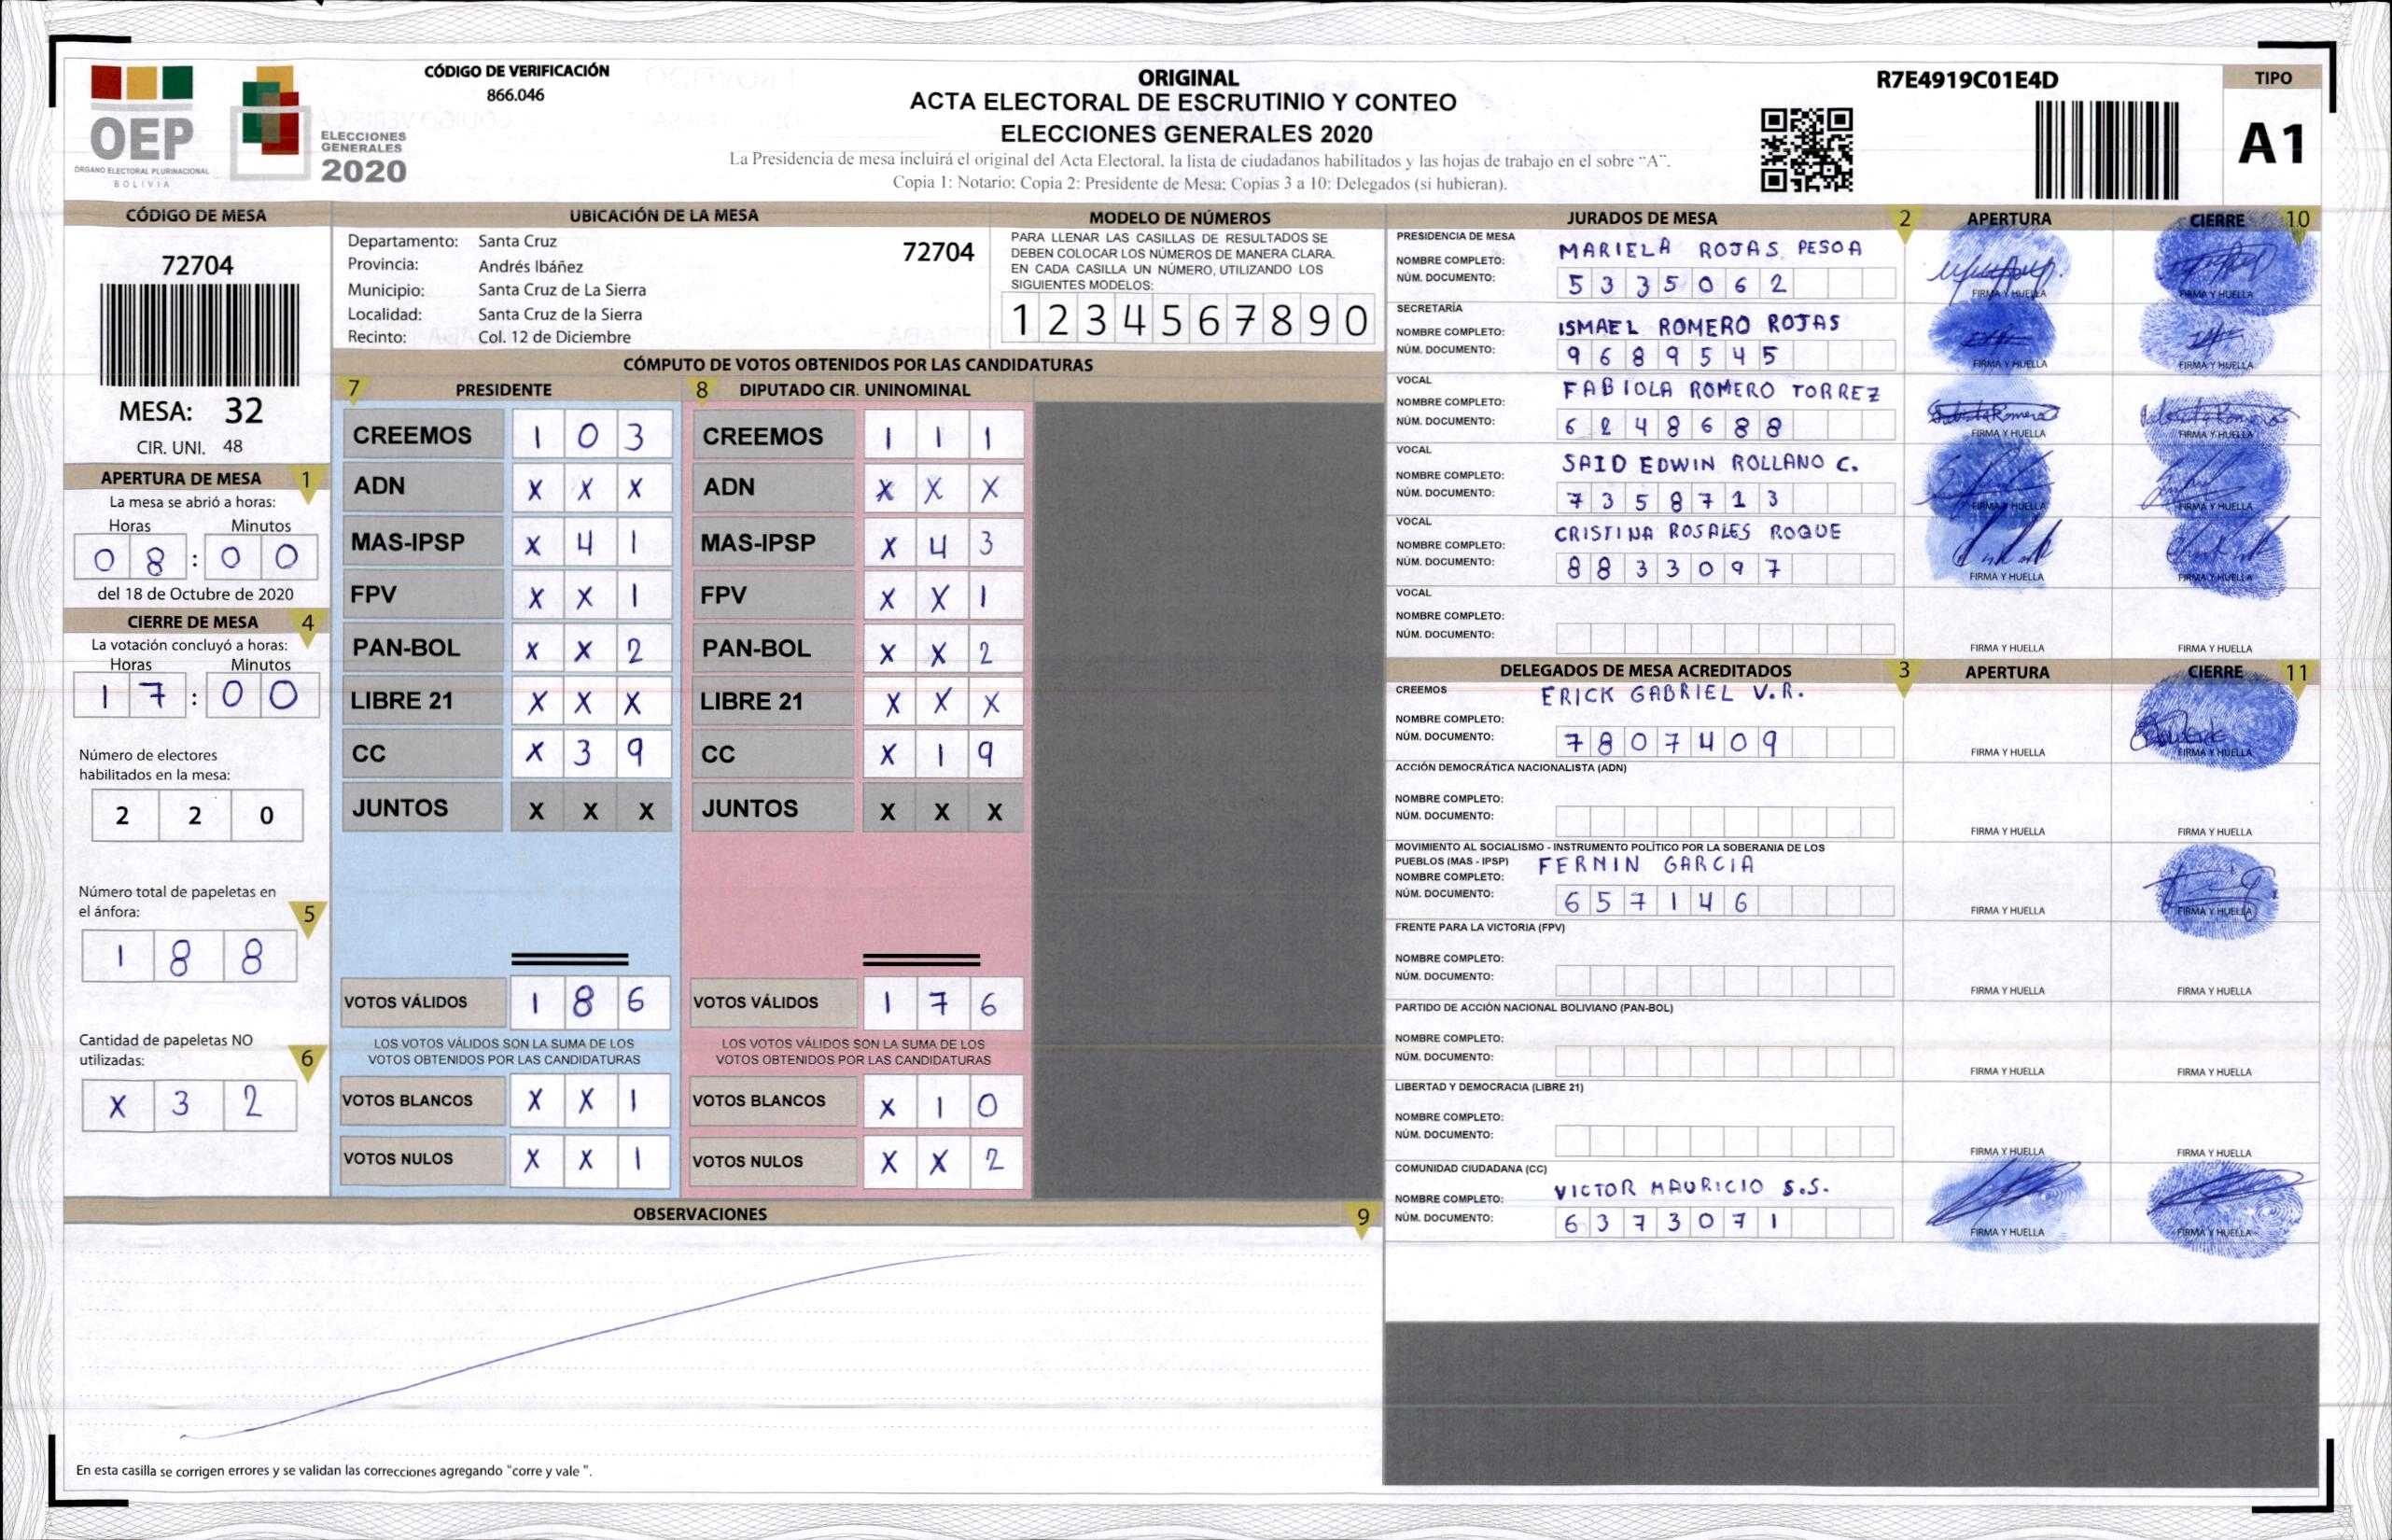 CÓDIGO DE VERIFICACIÓN
866.046
OEP
ÓRGANO ELECTORAL PLURINACIONAL
BOLIVIA
ELECCIONES
GENERALES
2020
ORIGINAL
ACTA ELECTORAL DE ESCRUTINIO Y CONTEO
ELECCIONES GENERALES 2020
La Presidencia de mesa incluirá el original del Acta Electoral, la lista de ciudadanos habilitados y las hojas de trabajo en el sobre "A".
Copia 1: Notario; Copia 2: Presidente de Mesa; Copias 3 a 10: Delegados (si hubieran).
R7E4919C01E4D
TIPO
A1
CÓDIGO DE MESA
72704
MESA: 32
CIR. UNI. 48
APERTURA DE MESA 1
La mesa se abrió a horas:
Horas Minutos
0 8 : 0 0
del 18 de Octubre de 2020
CIERRE DE MESA 4
La votación concluyó a horas:
Horas Minutos
1 7 : 0 0
Número de electores
habilitados en la mesa:
2 2 0
Número total de papeletas en
el ánfora: 5
1 8 8
Cantidad de papeletas NO
utilizadas: 6
X 3 2
UBICACIÓN DE LA MESA
Departamento: Santa Cruz 72704
Provincia: Andrés Ibáñez
Municipio: Santa Cruz de La Sierra
Localidad: Santa Cruz de la Sierra
Recinto: Col. 12 de Diciembre
MODELO DE NÚMEROS
PARA LLENAR LAS CASILLAS DE RESULTADOS SE
DEBEN COLOCAR LOS NÚMEROS DE MANERA CLARA.
EN CADA CASILLA UN NÚMERO, UTILIZANDO LOS
SIGUIENTES MODELOS:
1 2 3 4 5 6 7 8 9 0
CÓMPUTO DE VOTOS OBTENIDOS POR LAS CANDIDATURAS
7 PRESIDENTE
CREEMOS 1 0 3
ADN X X X
MAS-IPSP X 4 1
FPV X X 1
PAN-BOL X X 2
LIBRE 21 X X X
CC X 3 9
JUNTOS X X X
VOTOS VÁLIDOS 1 8 6
LOS VOTOS VÁLIDOS SON LA SUMA DE LOS
VOTOS OBTENIDOS POR LAS CANDIDATURAS
VOTOS BLANCOS X X 1
VOTOS NULOS X X 1
8 DIPUTADO CIR. UNINOMINAL
CREEMOS 1 1 1
ADN X X X
MAS-IPSP X 4 3
FPV X X 1
PAN-BOL X X 2
LIBRE 21 X X X
CC X 1 9
JUNTOS X X X
VOTOS VÁLIDOS 1 7 6
LOS VOTOS VÁLIDOS SON LA SUMA DE LOS
VOTOS OBTENIDOS POR LAS CANDIDATURAS
VOTOS BLANCOS X 1 0
VOTOS NULOS X X 2
OBSERVACIONES 9
En esta casilla se corrigen errores y se validan las correcciones agregando "corre y vale ".
JURADOS DE MESA 2 APERTURA CIERRE 10
PRESIDENCIA DE MESA
NOMBRE COMPLETO: MARIELA ROJAS PESOA
NÚM. DOCUMENTO: 5 3 3 5 0 6 2
FIRMA Y HUELLA FIRMA Y HUELLA
SECRETARÍA
NOMBRE COMPLETO: ISMAEL ROMERO ROJAS
NÚM. DOCUMENTO: 9 6 8 9 5 4 5
FIRMA Y HUELLA FIRMA Y HUELLA
VOCAL
NOMBRE COMPLETO: FABIOLA ROMERO TORREZ
NÚM. DOCUMENTO: 6 2 4 8 6 8 8
FIRMA Y HUELLA FIRMA Y HUELLA
VOCAL
NOMBRE COMPLETO: SAID EDWIN ROLLANO C.
NÚM. DOCUMENTO: 7 3 5 8 7 1 3
FIRMA Y HUELLA FIRMA Y HUELLA
VOCAL
NOMBRE COMPLETO: CRISTINA ROSALES ROQUE
NÚM. DOCUMENTO: 8 8 3 3 0 9 7
FIRMA Y HUELLA FIRMA Y HUELLA
VOCAL
NOMBRE COMPLETO:
NÚM. DOCUMENTO:
FIRMA Y HUELLA FIRMA Y HUELLA
DELEGADOS DE MESA ACREDITADOS 3 APERTURA CIERRE 11
CREEMOS
NOMBRE COMPLETO: ERICK GABRIEL V.R.
NÚM. DOCUMENTO: 7 8 0 7 4 0 9
FIRMA Y HUELLA FIRMA Y HUELLA
ACCIÓN DEMOCRÁTICA NACIONALISTA (ADN)
NOMBRE COMPLETO:
NÚM. DOCUMENTO:
FIRMA Y HUELLA FIRMA Y HUELLA
MOVIMIENTO AL SOCIALISMO - INSTRUMENTO POLÍTICO POR LA SOBERANIA DE LOS
PUEBLOS (MAS - IPSP) FERMIN GARCIA
NOMBRE COMPLETO:
NÚM. DOCUMENTO: 6 5 7 1 4 6
FIRMA Y HUELLA FIRMA Y HUELLA
FRENTE PARA LA VICTORIA (FPV)
NOMBRE COMPLETO:
NÚM. DOCUMENTO:
FIRMA Y HUELLA FIRMA Y HUELLA
PARTIDO DE ACCIÓN NACIONAL BOLIVIANO (PAN-BOL)
NOMBRE COMPLETO:
NÚM. DOCUMENTO:
FIRMA Y HUELLA FIRMA Y HUELLA
LIBERTAD Y DEMOCRACIA (LIBRE 21)
NOMBRE COMPLETO:
NÚM. DOCUMENTO:
FIRMA Y HUELLA FIRMA Y HUELLA
COMUNIDAD CIUDADANA (CC)
NOMBRE COMPLETO: VICTOR MAURICIO S.S.
NÚM. DOCUMENTO: 6 3 7 3 0 7 1
FIRMA Y HUELLA FIRMA Y HUELLA